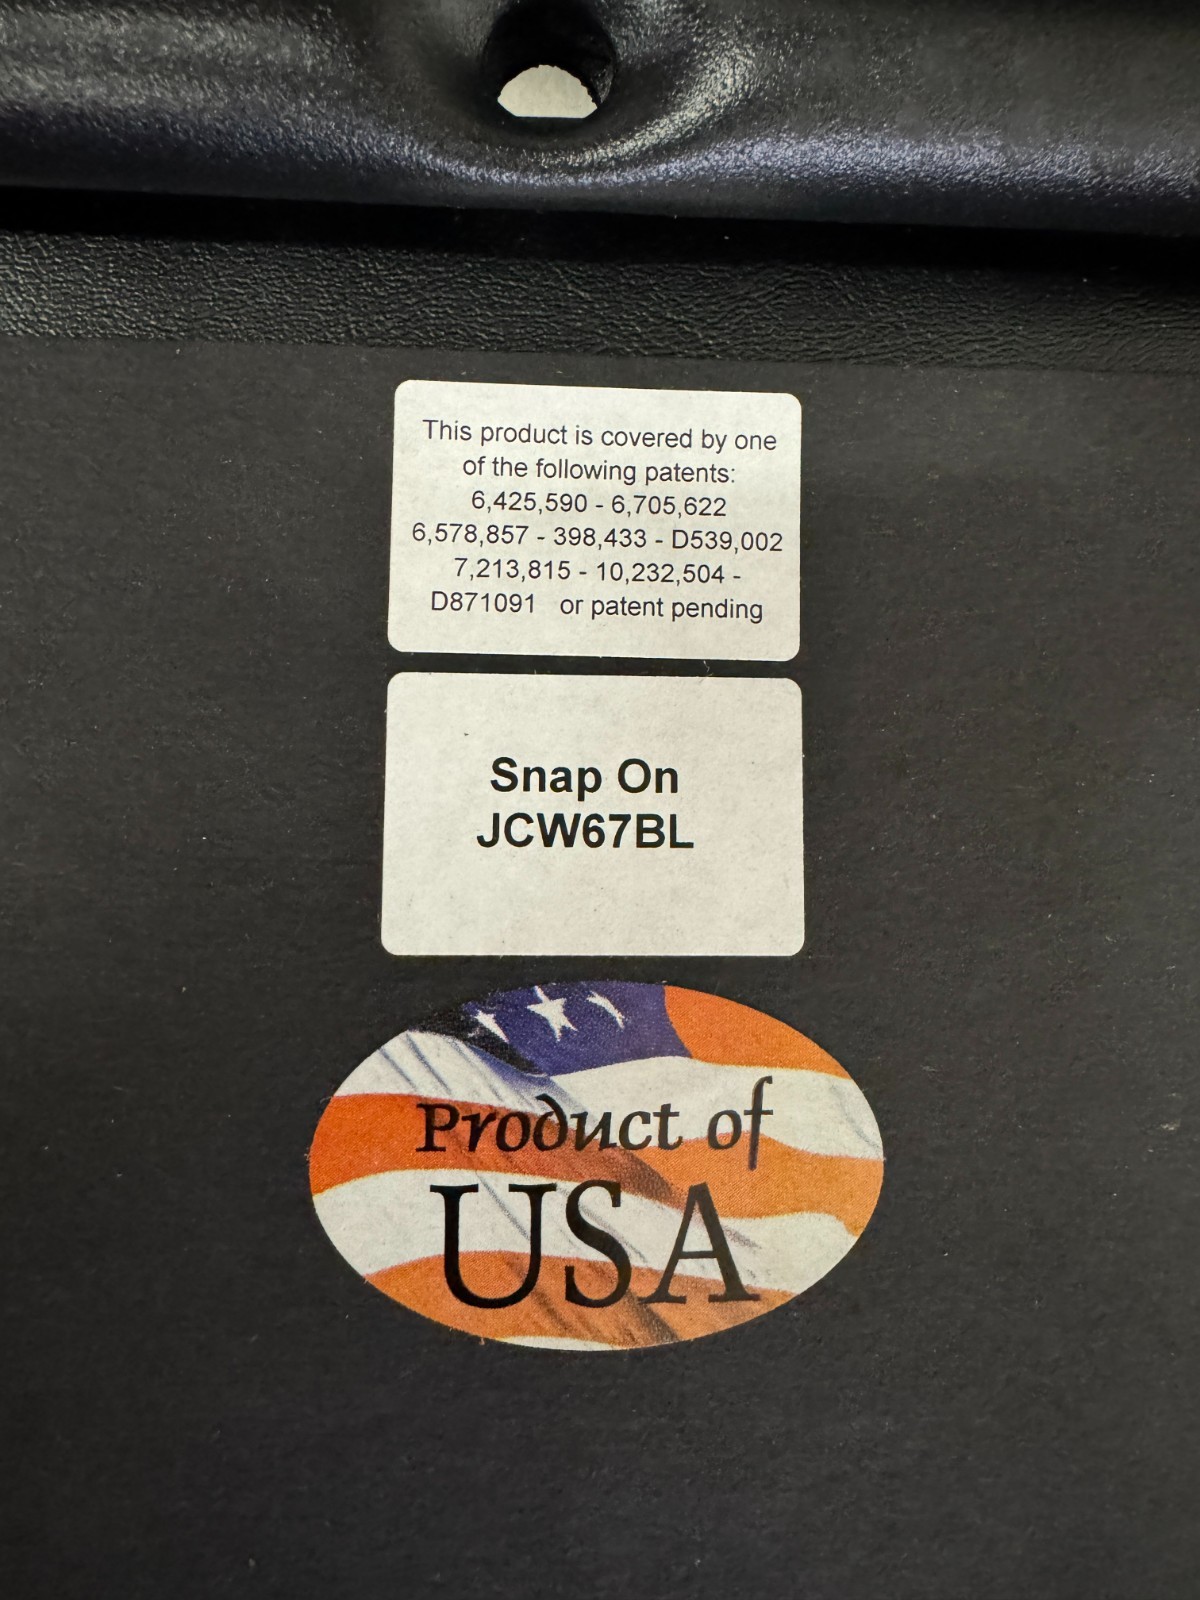 This product is covered by one
of the following patents:
6,425,590 - 6,705,622
6,578,857 - 398,433 - D539,002
7,213,815 - 10,232,504 -
D871091 or patent pending
Snap On
JCW67BL
Product of
USA